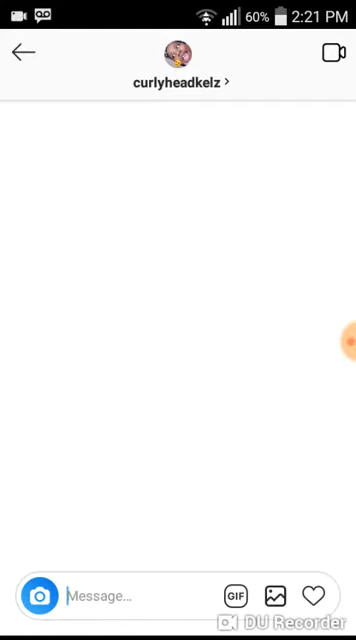 60% 2:21 PM
curlyheadkelz >
Message...
GIF
DU Recorder